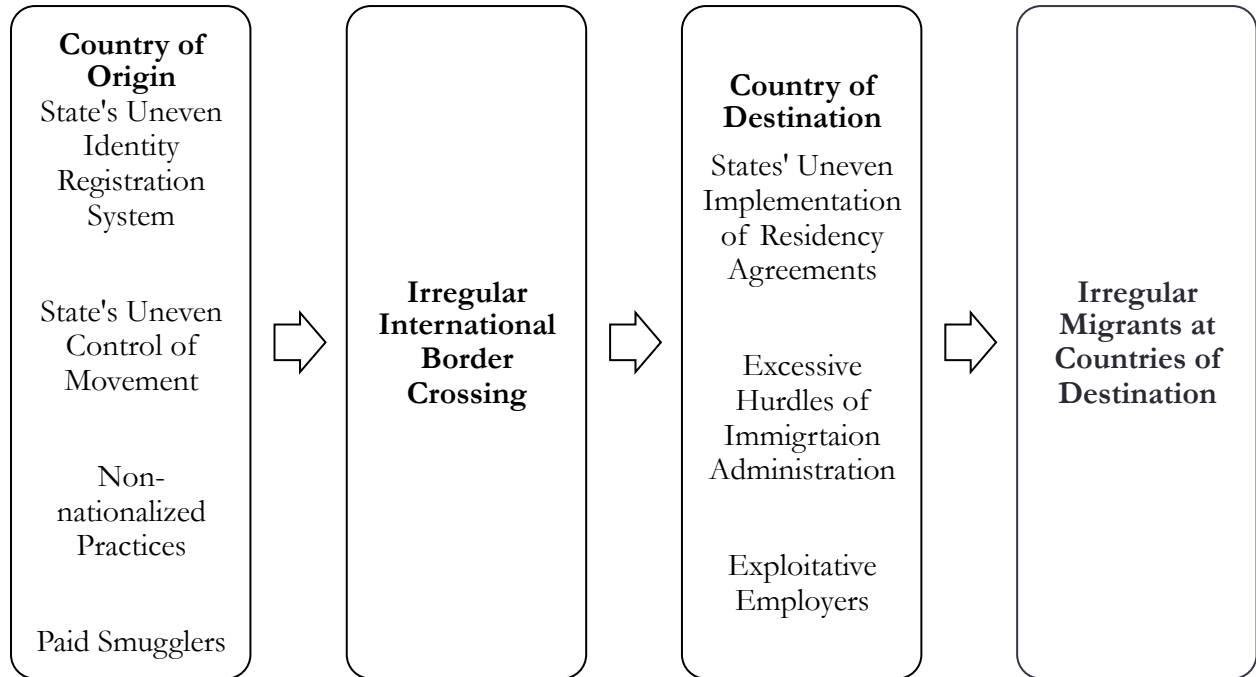 Country of
Origin
State's Uneven
Identity
Registration
System
State's Uneven
Control of
Movement
Non-
nationalized
Practices
Paid Smugglers
Irregular
International
Border
Crossing
Country of
Destination
States' Uneven
Implementation
of Residency
Agreements
Excessive
Hurdles of
Immigrtaion
Administration
Exploitative
Employers
Irregular
Migrants at
Countries of
Destination